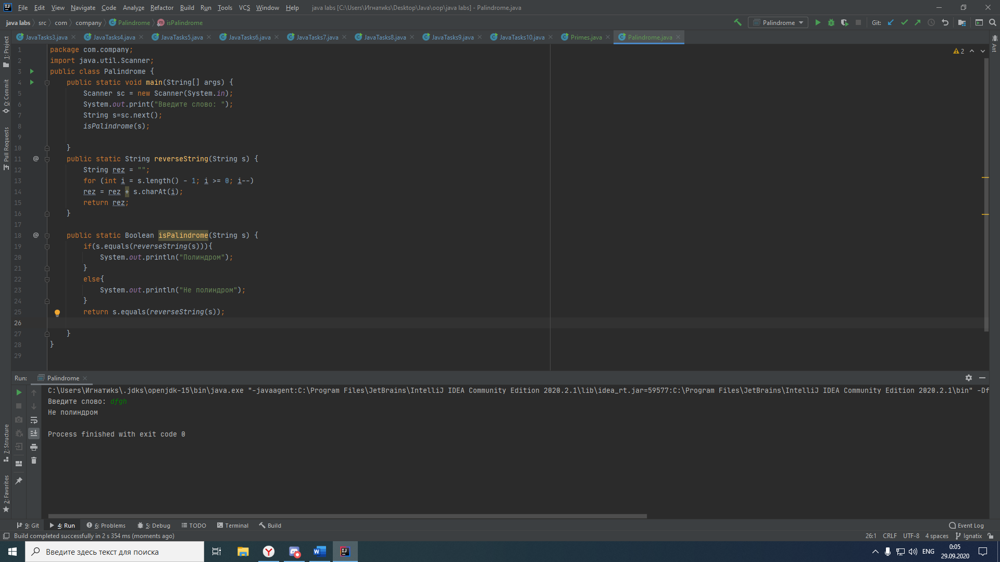 File Edit View Navigate Code Analyze Refactor Build Run Tools VCS Window Help java labs [C:\Users\Игнатикs\Desktop\Java\oop\java labs] - Palindrome.java
java labs src com company Palindrome isPalindrome Palindrome Git:
JavaTasks3.java JavaTasks4.java JavaTasks5.java JavaTasks6.java JavaTasks7.java JavaTasks8.java JavaTasks9.java JavaTasks10.java Primes.java Palindrome.java
1: Project
0: Commit
Pull Requests
7: Structure
2: Favorites
Ant
2
1 package com.company;
2 import java.util.Scanner;
3 public class Palindrome {
4 public static void main(String[] args) {
5 Scanner sc = new Scanner(System.in);
6 System.out.print("Введите слово: ");
7 String s=sc.next();
8 isPalindrome(s);
9
10 }
11 @ public static String reverseString(String s) {
12 String rez = "";
13 for (int i = s.length() - 1; i >= 0; i--)
14 rez = rez + s.charAt(i);
15 return rez;
16 }
17
18 @ public static Boolean isPalindrome(String s) {
19 if(s.equals(reverseString(s))){
20 System.out.println("Полиндром");
21 }
22 else{
23 System.out.println("Не полиндром");
24 }
25 return s.equals(reverseString(s));
26
27 }
28 }
29
Run: Palindrome
C:\Users\Игнатикs\.jdks\openjdk-15\bin\java.exe "-javaagent:C:\Program Files\JetBrains\IntelliJ IDEA Community Edition 2020.2.1\lib\idea_rt.jar=59577:C:\Program Files\JetBrains\IntelliJ IDEA Community Edition 2020.2.1\bin" -Df
Введите слово: dfgh
Не полиндром
Process finished with exit code 0
9: Git 4: Run 6: Problems 5: Debug TODO Terminal Build Event Log
Build completed successfully in 2 s 354 ms (moments ago) 26:1 CRLF UTF-8 4 spaces Ignatix
Введите здесь текст для поиска ENG 0:05
29.09.2020